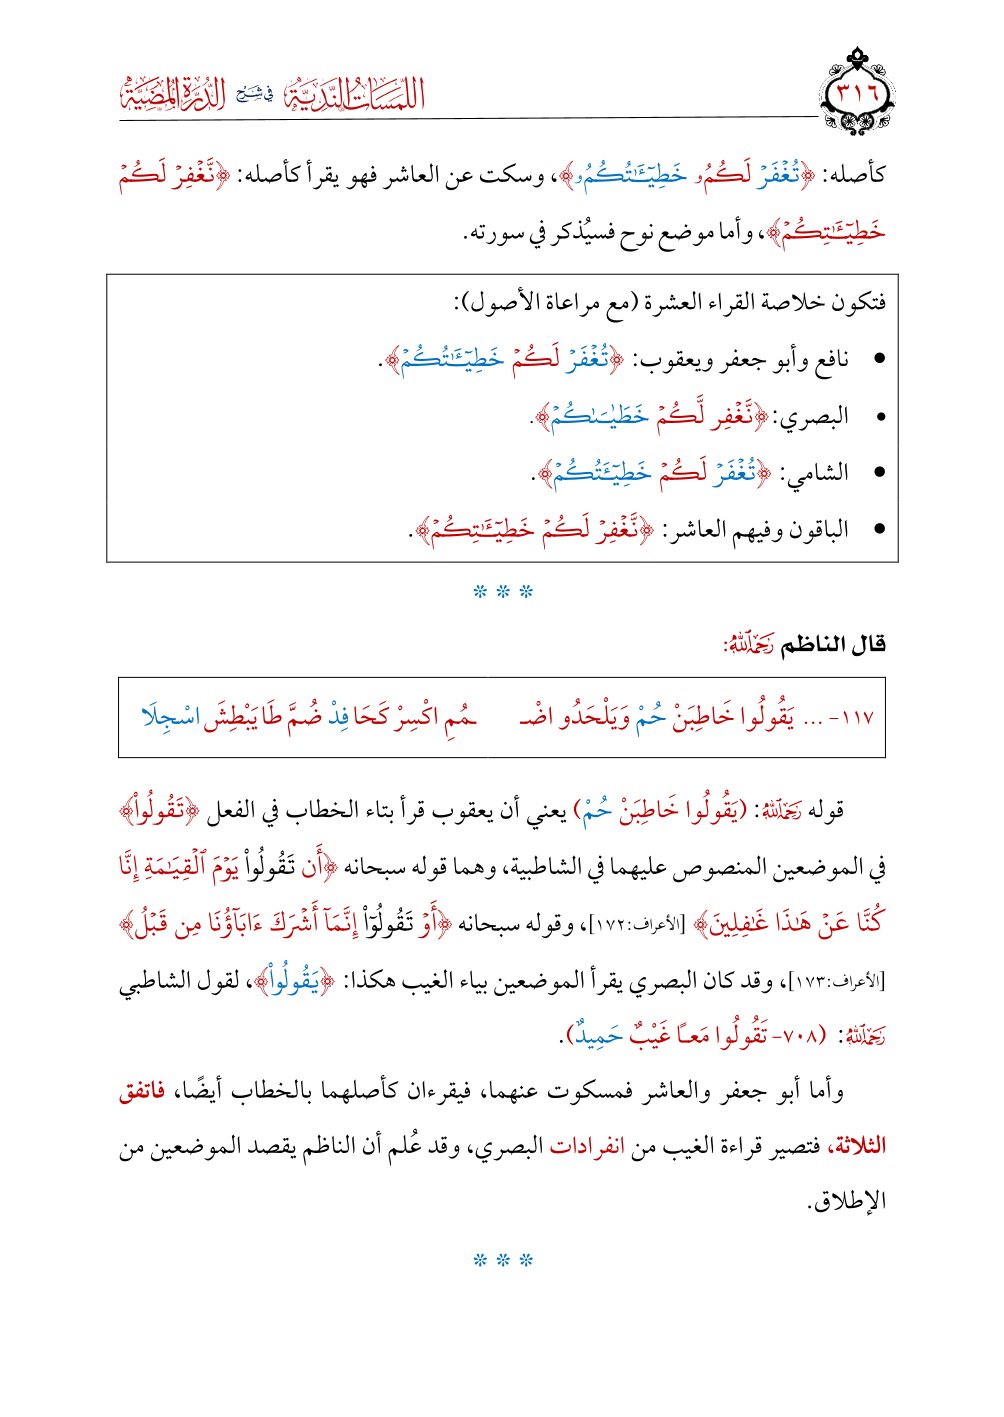 ٣١٦
اللمسات الندية في شرح الدرة المضية
كأصله: ﴿تُغْفَرْ لَكُمُۥ خَطِيٓـَٰٔتُكُمُۥ﴾، وسكت عن العاشر فهو يقرأ كأصله: ﴿نَّغْفِرْ لَكُمْ
خَطِيٓـَٰٔتِكُمْ﴾، وأما موضع نوح فسيُذكر في سورته.
فتكون خلاصة القراء العشرة (مع مراعاة الأصول):
• نافع وأبو جعفر ويعقوب: ﴿تُغْفَرْ لَكُمْ خَطِيٓـَٰٔتُكُمْ﴾.
• البصري: ﴿نَّغْفِر لَّكُمْ خَطَٰيَٰكُمْ﴾.
• الشامي: ﴿تُغْفَرْ لَكُمْ خَطِيٓـَٔتُكُمْ﴾.
• الباقون وفيهم العاشر: ﴿نَّغْفِرْ لَكُمْ خَطِيٓـَٰٔتِكُمْ﴾.
* * *
قال الناظم رَحِمَهُ ٱللَّهُ:
١١٧- ... يَقُولُوا خَاطِبَنْ حُمْ وَيَلْحَدُو اضْـ ـمُمِ اكْسِرْ كَحَا فِدْ ضُمَّ طَا يَبْطِشَ اسْجِلَا
قوله رَحِمَهُ ٱللَّهُ: (يَقُولُوا خَاطِبَنْ حُمْ) يعني أن يعقوب قرأ بتاء الخطاب في الفعل ﴿تَقُولُواْ﴾
في الموضعين المنصوص عليهما في الشاطبية، وهما قوله سبحانه ﴿أَن تَقُولُواْ يَوْمَ ٱلْقِيَٰمَةِ إِنَّا
كُنَّا عَنْ هَٰذَا غَٰفِلِينَ﴾ [الأعراف:١٧٢]، وقوله سبحانه ﴿أَوْ تَقُولُوٓاْ إِنَّمَآ أَشْرَكَ ءَابَآؤُنَا مِن قَبْلُ﴾
[الأعراف:١٧٣]، وقد كان البصري يقرأ الموضعين بياء الغيب هكذا: ﴿يَقُولُواْ﴾، لقول الشاطبي
رَحِمَهُ ٱللَّهُ: (٧٠٨- تَقُولُوا مَعـًا غَيْبٌ حَمِيدٌ).
وأما أبو جعفر والعاشر فمسكوت عنهما، فيقرءان كأصلهما بالخطاب أيضًا، فاتفق
الثلاثة، فتصير قراءة الغيب من انفرادات البصري، وقد عُلم أن الناظم يقصد الموضعين من
الإطلاق.
* * *